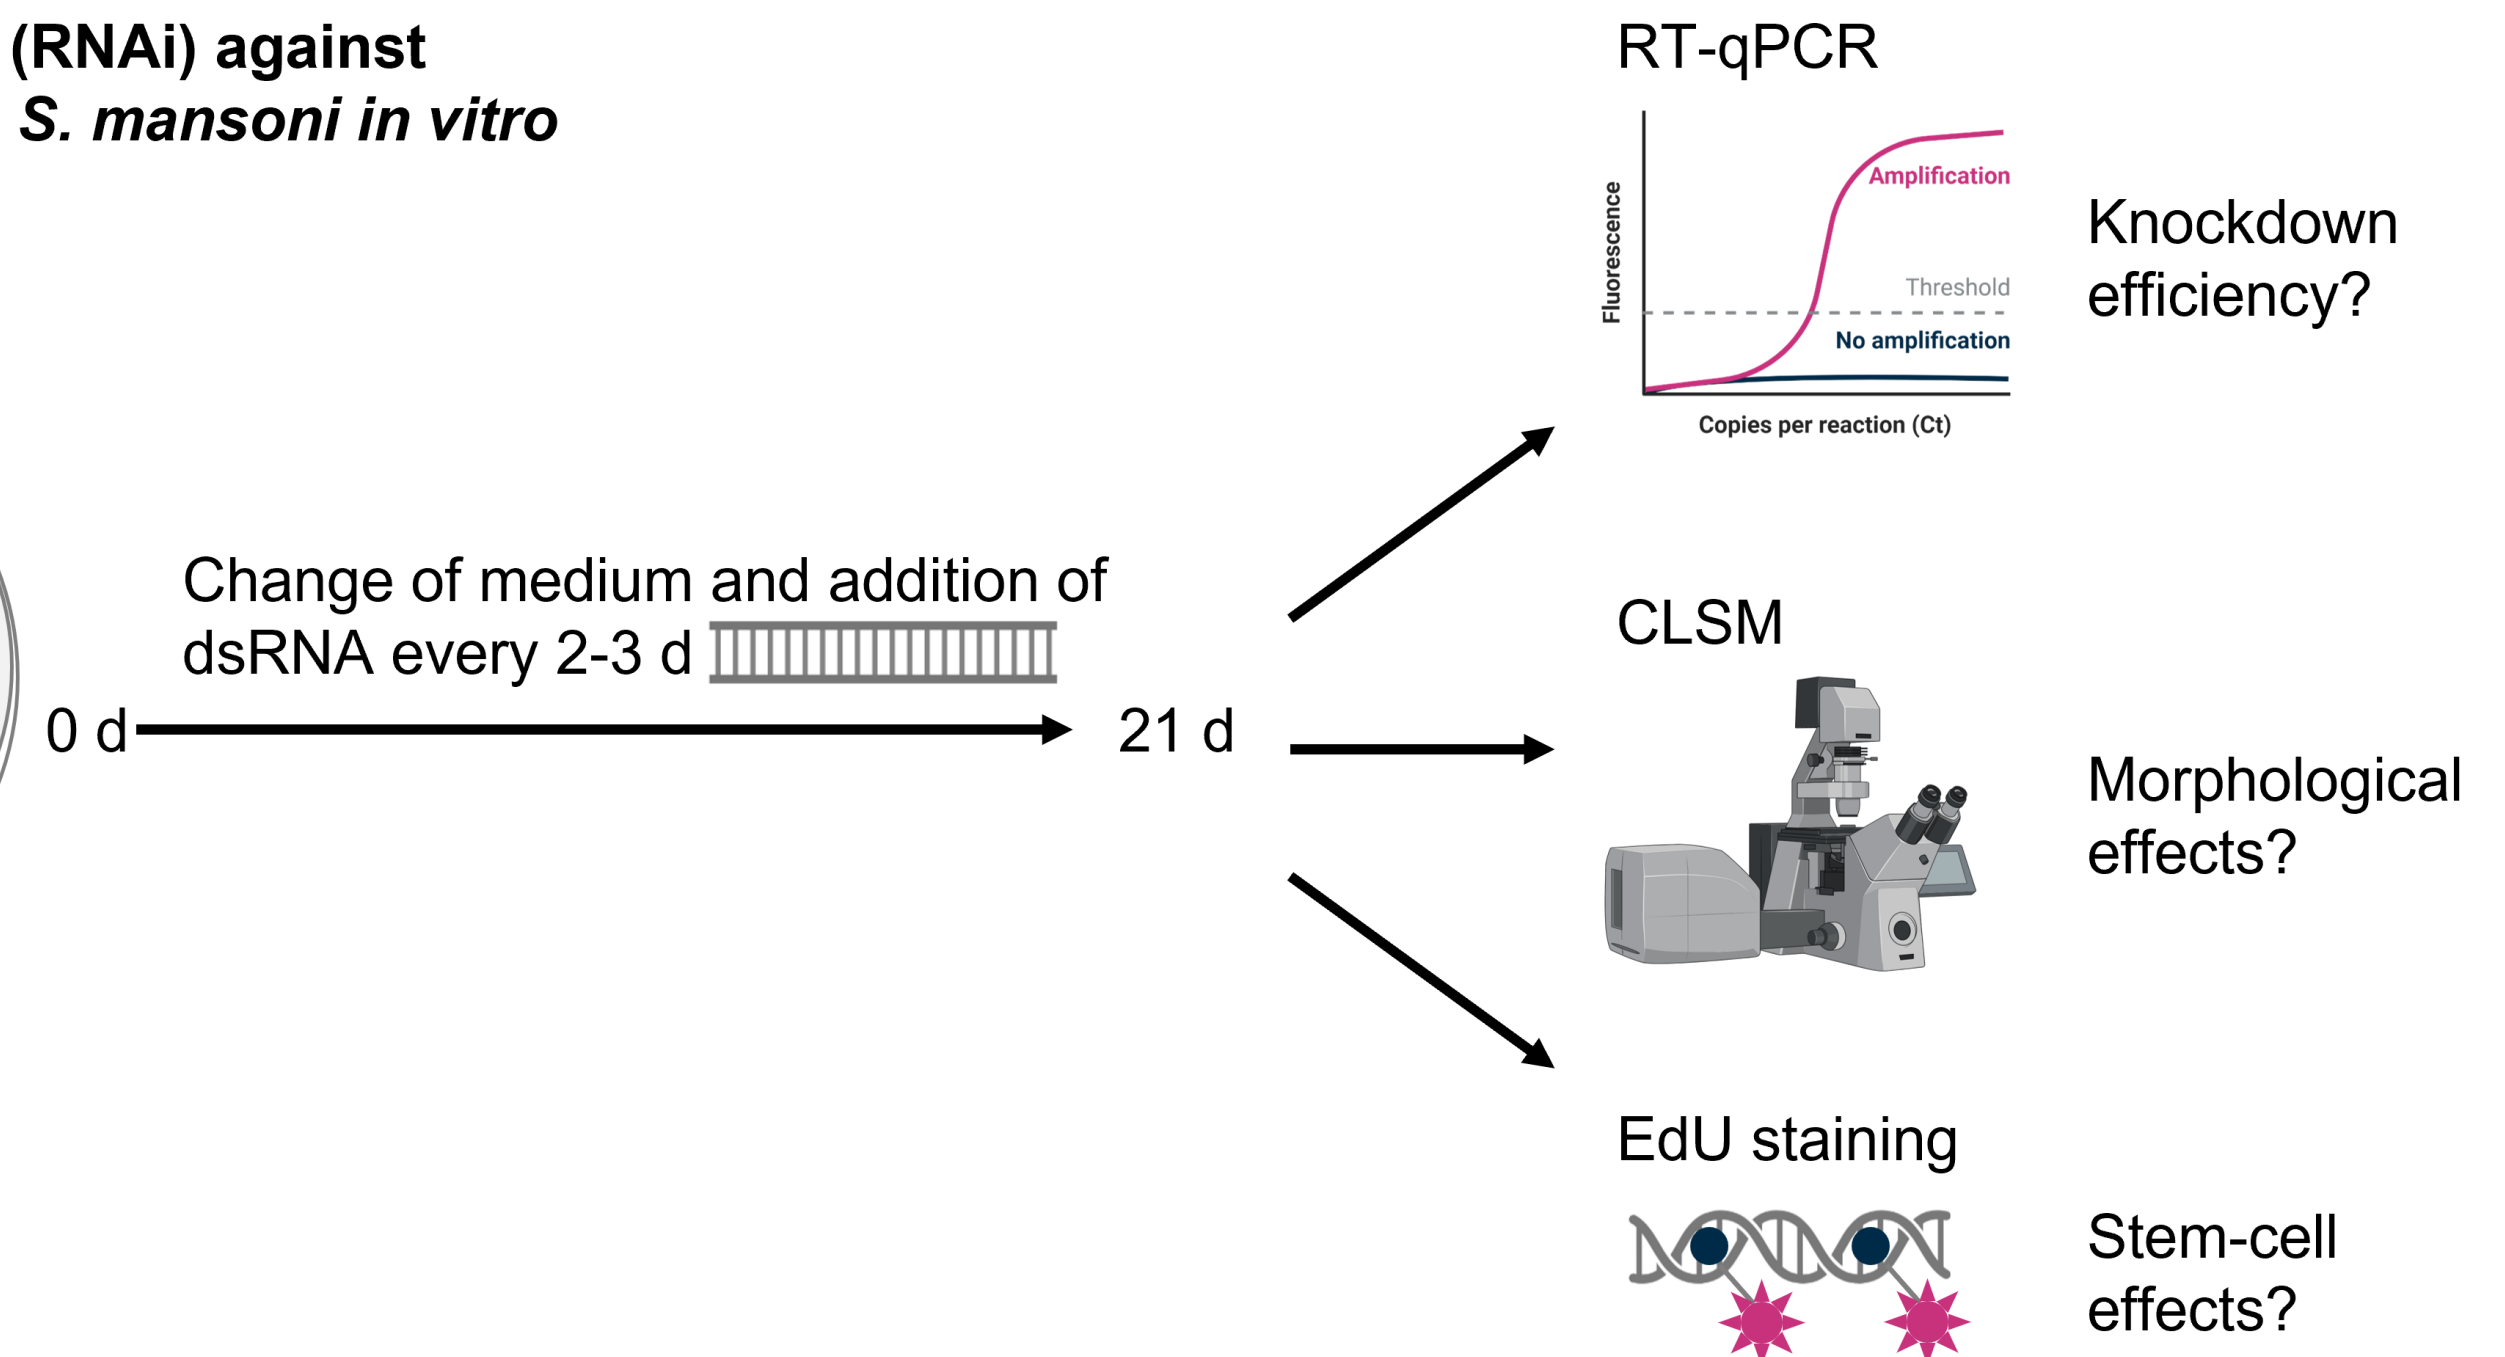 (RNAi) against
S. mansoni in vitro
Change of medium and addition of
dsRNA every 2-3 d
0 d
21 d
RT-qPCR
Fluorescence
Amplification
Threshold
No amplification
Copies per reaction (Ct)
Knockdown
efficiency?
CLSM
Morphological
effects?
EdU staining
Stem-cell
effects?